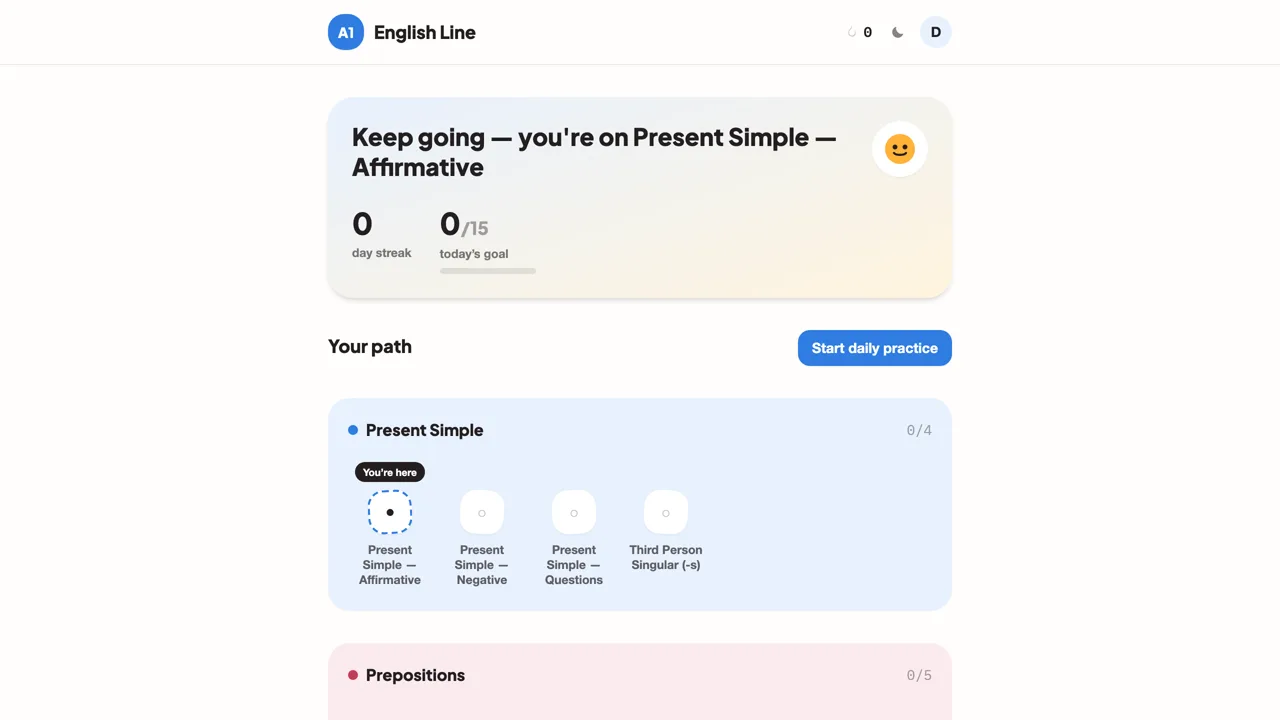 A1 English Line
0
D
Keep going — you're on Present Simple —
Affirmative
0
day streak
0/15
today's goal
Your path
Start daily practice
Present Simple
0/4
You're here
Present
Simple —
Affirmative
Present
Simple —
Negative
Present
Simple —
Questions
Third Person
Singular (-s)
Prepositions
0/5